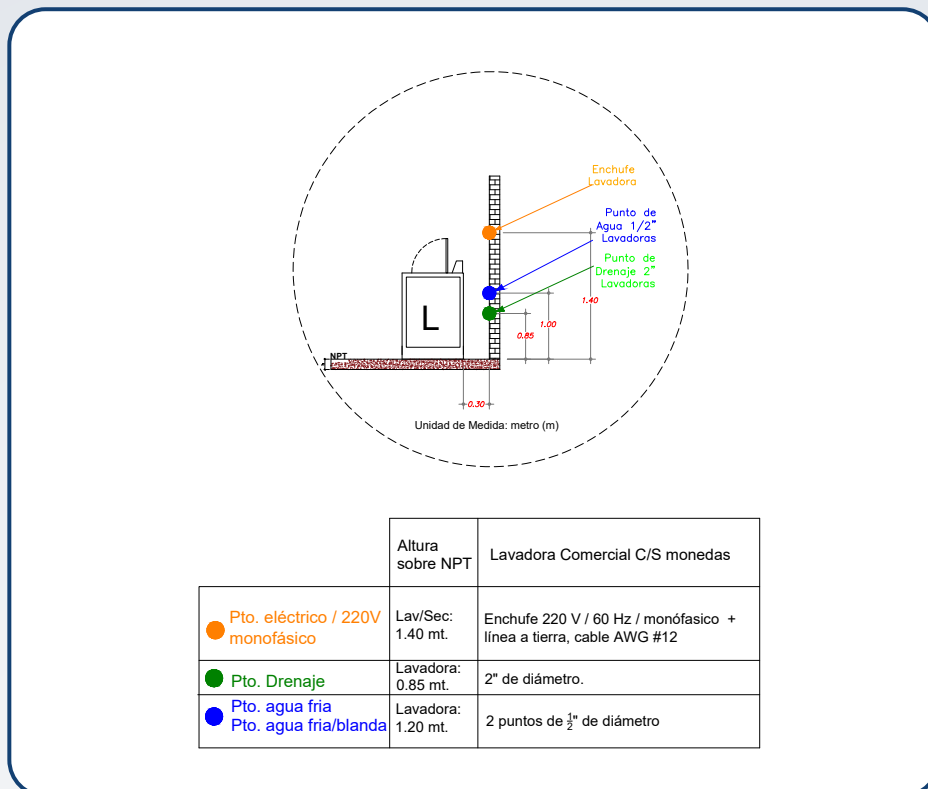 Enchufe
Lavadora
Punto de
Agua 1/2"
Lavadoras
Punto de
Drenaje 2"
Lavadoras
1.40
1.00
0.85
L
NPT
0.30
Unidad de Medida: metro (m)
Altura
sobre NPT
Lavadora Comercial C/S monedas
Pto. eléctrico / 220V
monofásico
Lav/Sec:
1.40 mt.
Enchufe 220 V / 60 Hz / monófasico +
línea a tierra, cable AWG #12
Pto. Drenaje
Lavadora:
0.85 mt.
2" de diámetro.
Pto. agua fria
Pto. agua fria/blanda
Lavadora:
1.20 mt.
2 puntos de ½" de diámetro